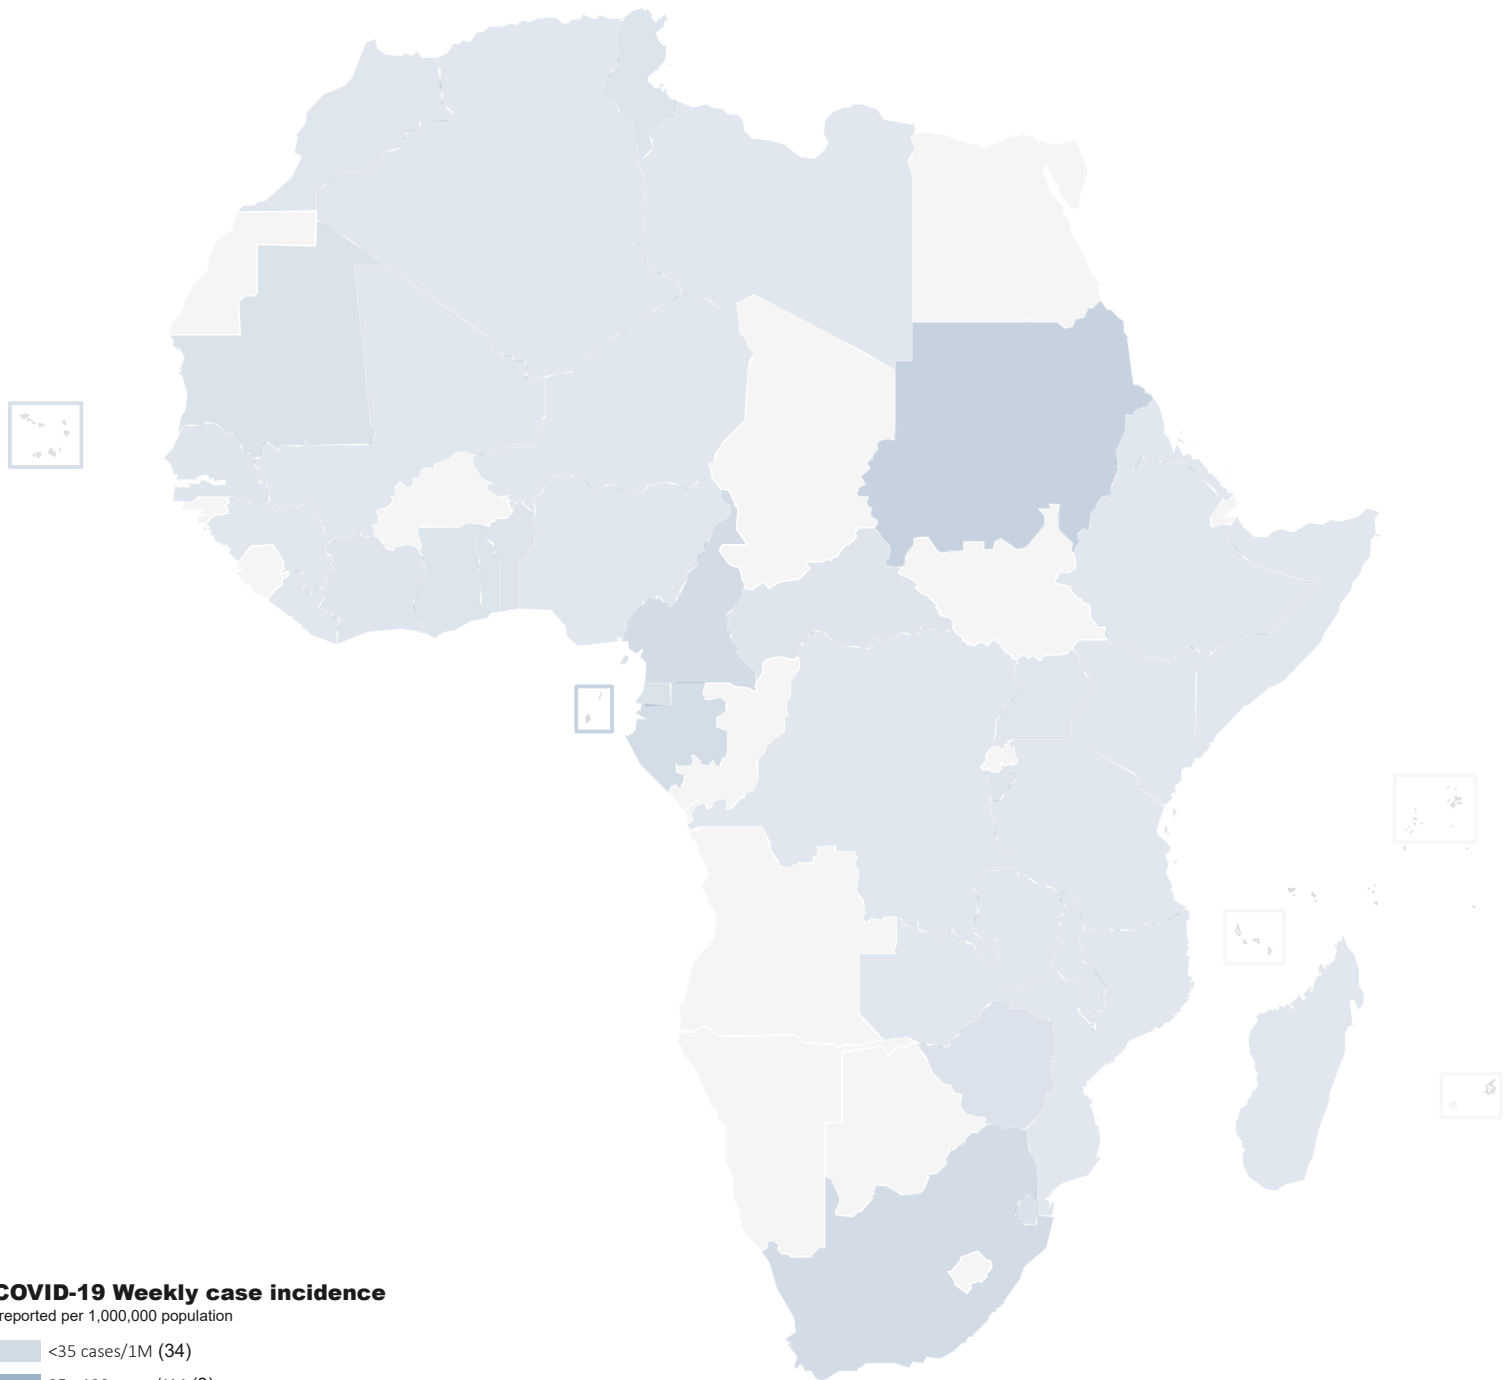 COVID-19 Weekly case incidence
reported per 1,000,000 population
<35 cases/1M (34)